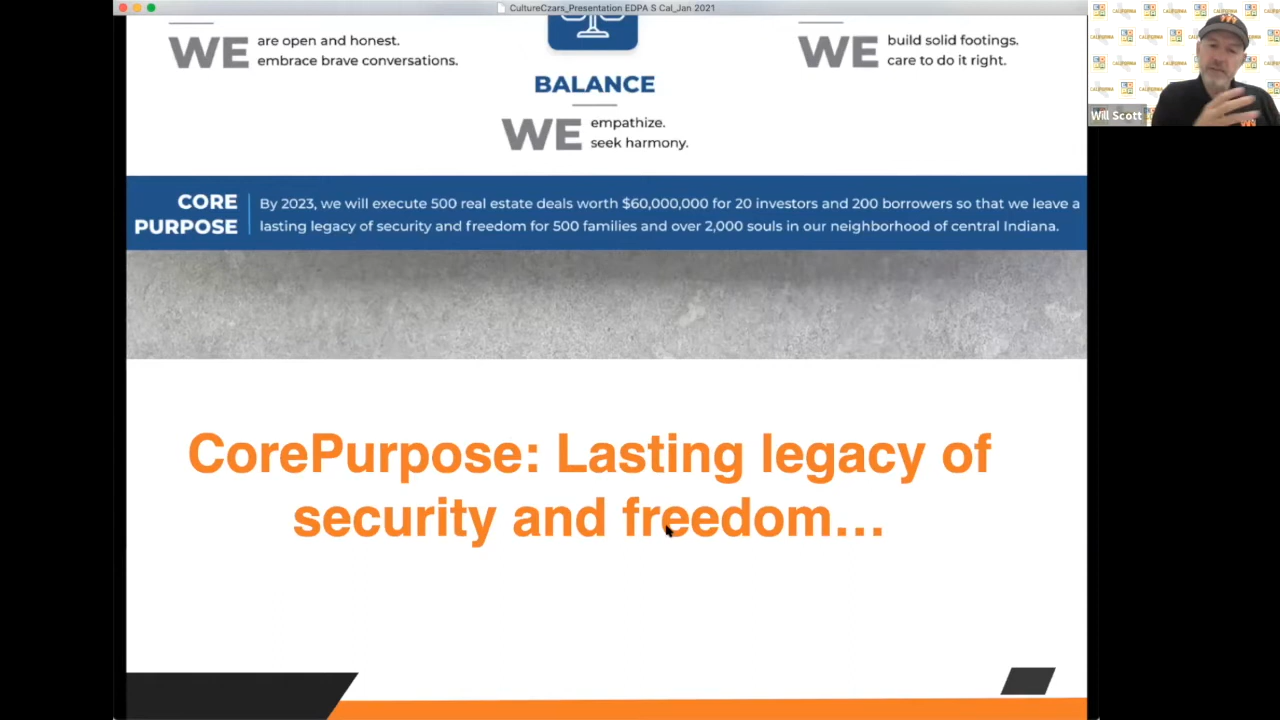 CultureCzars_Presentation EDPA S Cal_Jan 2021
WE
are open and honest.
embrace brave conversations.
BALANCE
WE
empathize.
seek harmony.
WE
build solid footings.
care to do it right.
CORE
PURPOSE
By 2023, we will execute 500 real estate deals worth $60,000,000 for 20 investors and 200 borrowers so that we leave a
lasting legacy of security and freedom for 500 families and over 2,000 souls in our neighborhood of central Indiana.
CorePurpose: Lasting legacy of
security and freedom...
Will Scott